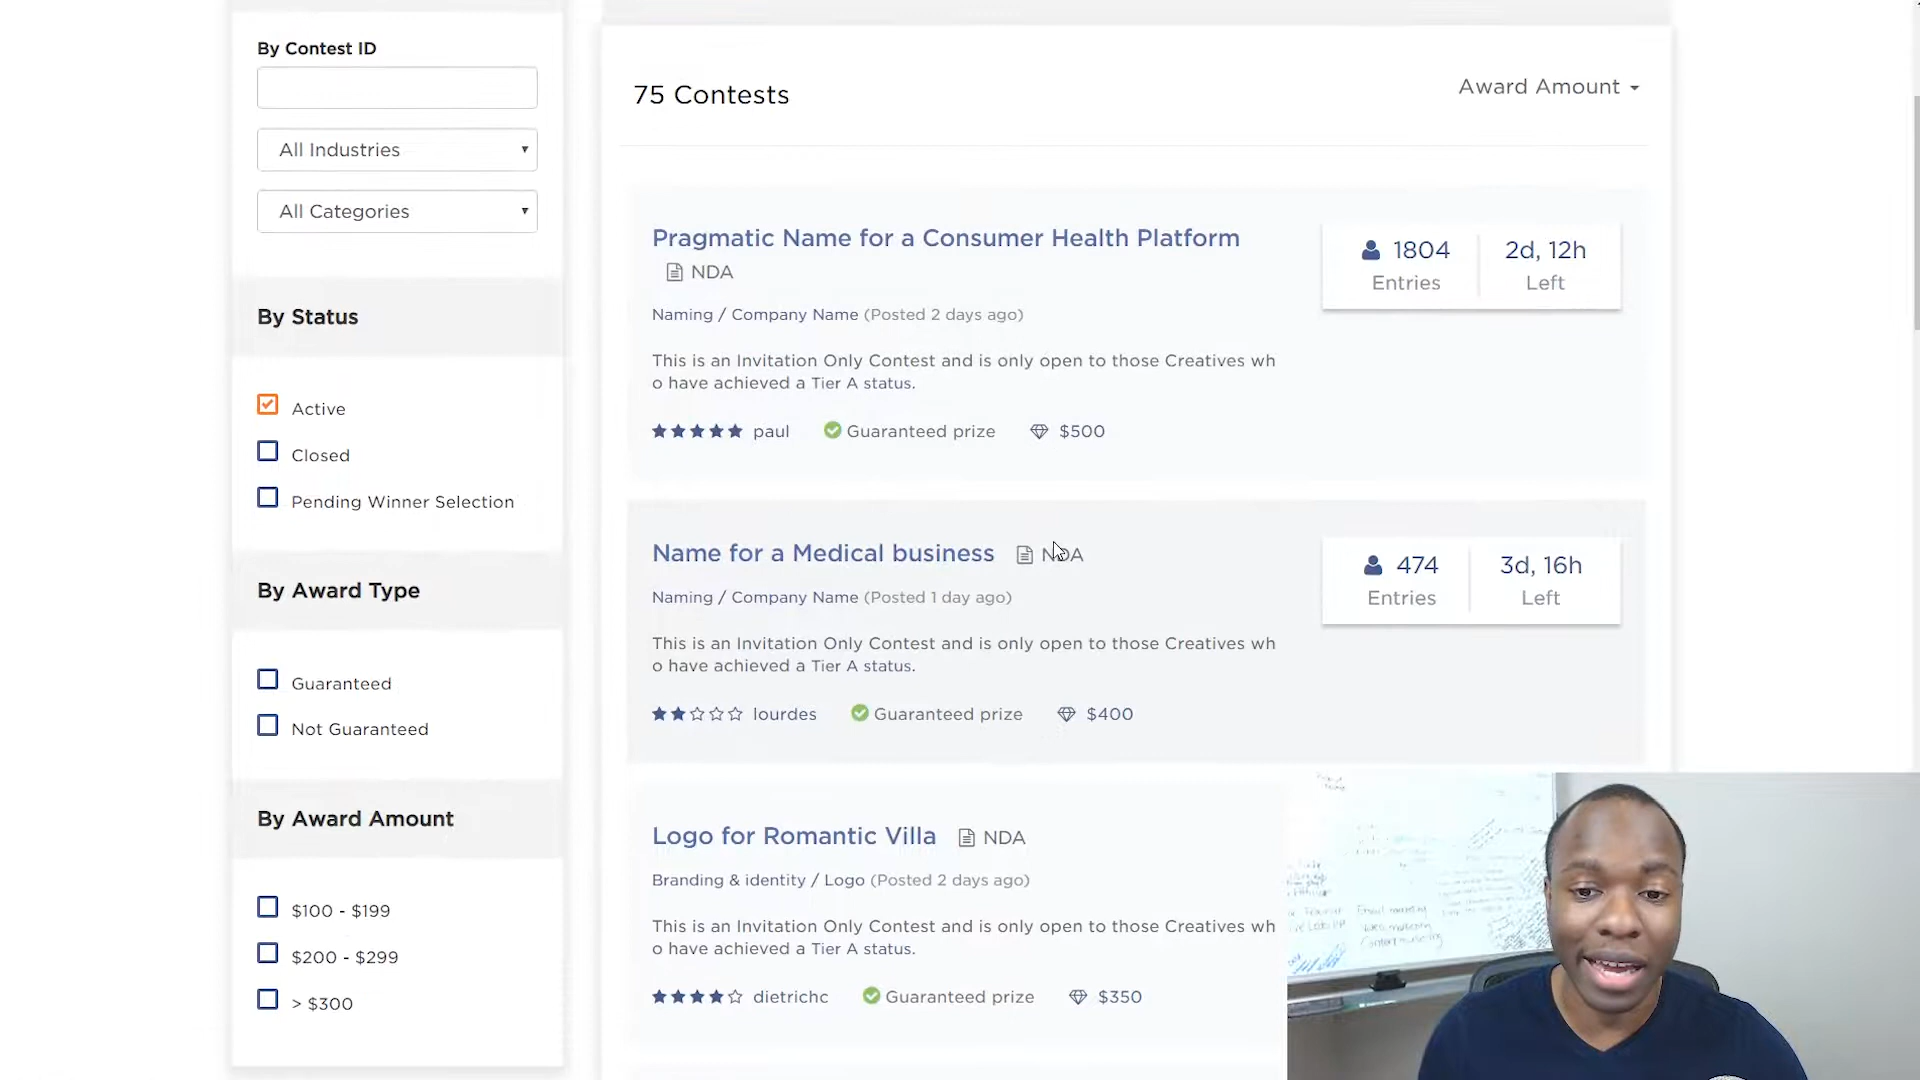 By Contest ID
All Industries
All Categories
By Status
Active
Closed
Pending Winner Selection
By Award Type
Guaranteed
Not Guaranteed
By Award Amount
$100 - $199
$200 - $299
> $300
75 Contests
Award Amount
Pragmatic Name for a Consumer Health Platform
NDA
Naming / Company Name (Posted 2 days ago)
This is an Invitation Only Contest and is only open to those Creatives wh
o have achieved a Tier A status.
paul Guaranteed prize $500
1804 Entries
2d, 12h Left
Name for a Medical business NDA
Naming / Company Name (Posted 1 day ago)
This is an Invitation Only Contest and is only open to those Creatives wh
o have achieved a Tier A status.
lourdes Guaranteed prize $400
474 Entries
3d, 16h Left
Logo for Romantic Villa NDA
Branding & identity / Logo (Posted 2 days ago)
This is an Invitation Only Contest and is only open to those Creatives wh
o have achieved a Tier A status.
dietrichc Guaranteed prize $350
Email marketing
Video marketing
Content marketing